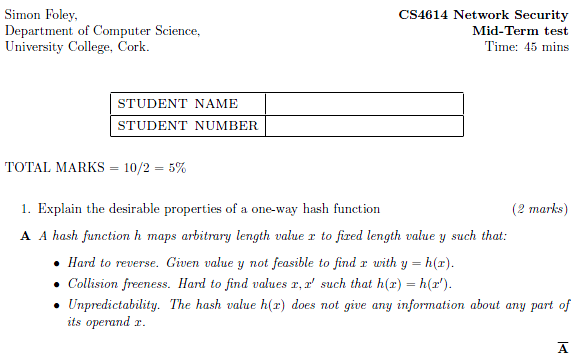 Simon Foley,
Department of Computer Science,
University College, Cork.
CS4614 Network Security
Mid-Term test
Time: 45 mins
STUDENT NAME
STUDENT NUMBER
TOTAL MARKS = 10/2 = 5%
1. Explain the desirable properties of a one-way hash function (2 marks)
A A hash function h maps arbitrary length value x to fixed length value y such that:
• Hard to reverse. Given value y not feasible to find x with y = h(x).
• Collision freeness. Hard to find values x, x′ such that h(x) = h(x′).
• Unpredictability. The hash value h(x) does not give any information about any part of
its operand x.
A